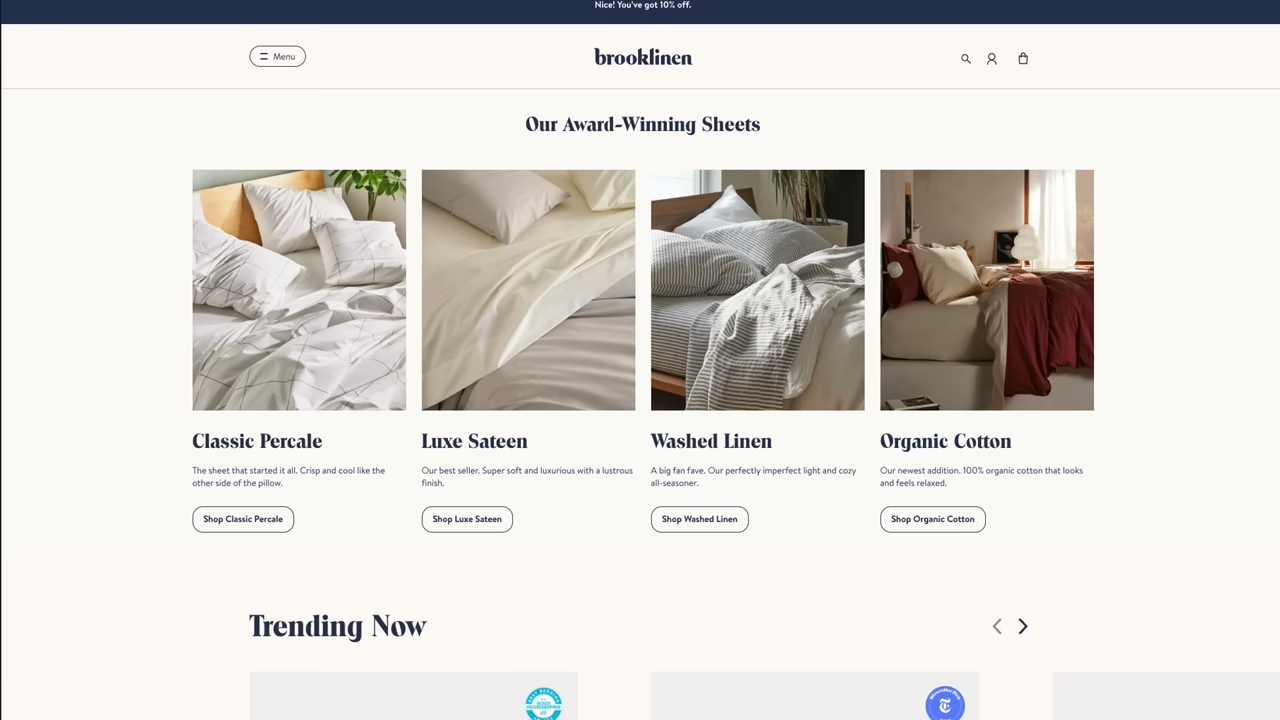 Nice! You've got 10% off.
Menu
brooklinen
Our Award-Winning Sheets
Classic Percale
The sheet that started it all. Crisp and cool like the
other side of the pillow.
Shop Classic Percale
Luxe Sateen
Our best seller. Super soft and luxurious with a lustrous
finish.
Shop Luxe Sateen
Washed Linen
A big fan fave. Our perfectly imperfect light and cozy
all-seasoner.
Shop Washed Linen
Organic Cotton
Our newest addition. 100% organic cotton that looks
and feels relaxed.
Shop Organic Cotton
Trending Now
BEST BEDDING
GOOD
HOUSEKEEPING